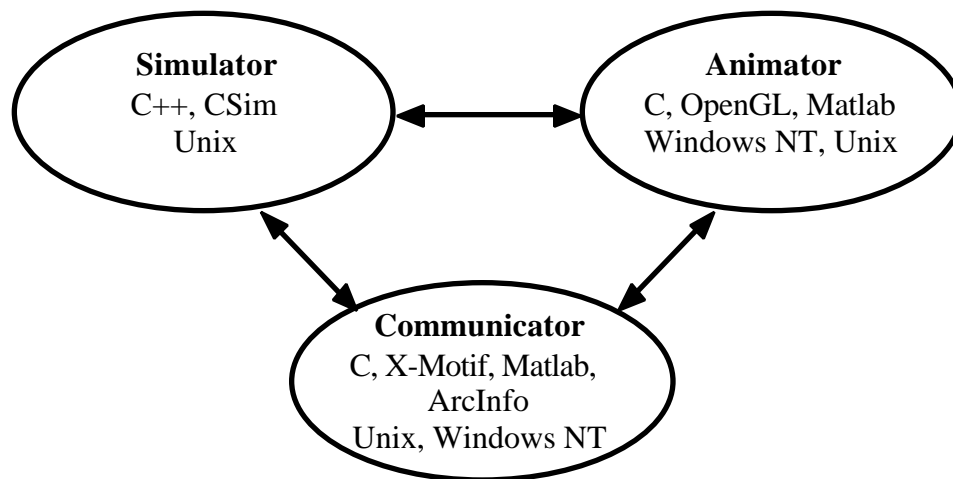 Simulator
C++, CSim
Unix
Animator
C, OpenGL, Matlab
Windows NT, Unix
Communicator
C, X-Motif, Matlab,
ArcInfo
Unix, Windows NT